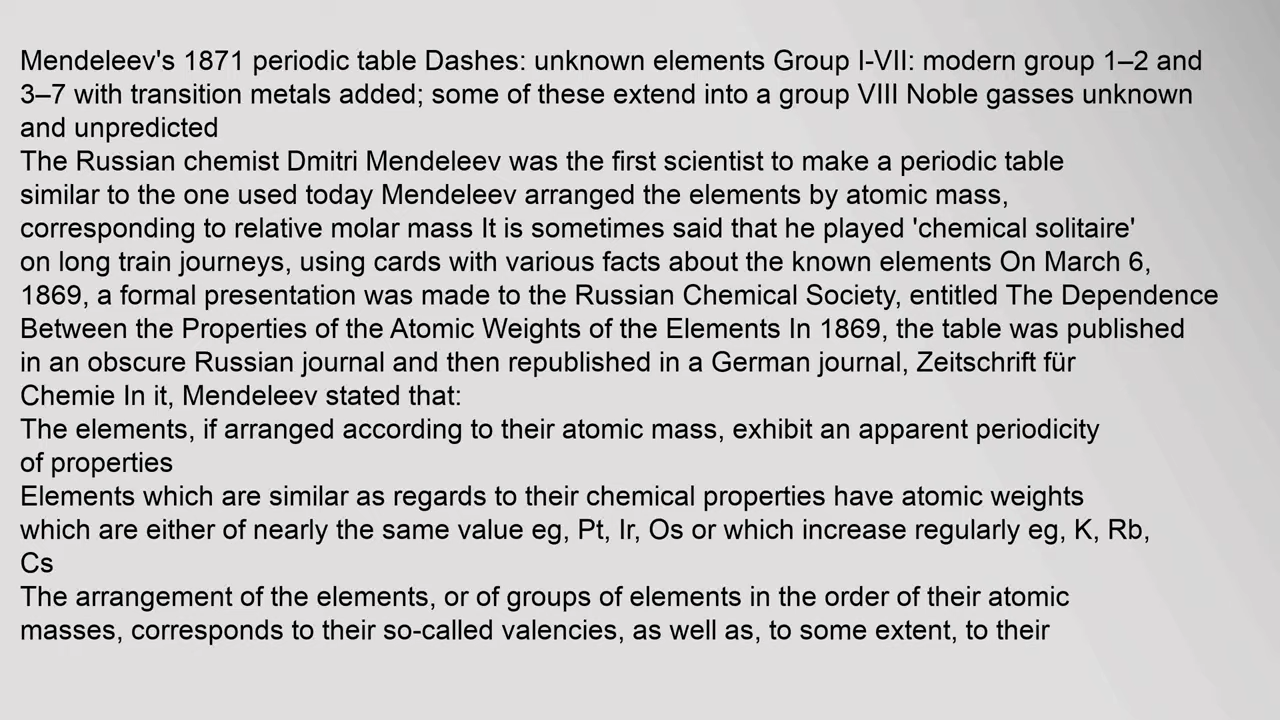 Mendeleev's 1871 periodic table Dashes: unknown elements Group I-VII: modern group 1–2 and
3–7 with transition metals added; some of these extend into a group VIII Noble gasses unknown
and unpredicted
The Russian chemist Dmitri Mendeleev was the first scientist to make a periodic table
similar to the one used today Mendeleev arranged the elements by atomic mass,
corresponding to relative molar mass It is sometimes said that he played 'chemical solitaire'
on long train journeys, using cards with various facts about the known elements On March 6,
1869, a formal presentation was made to the Russian Chemical Society, entitled The Dependence
Between the Properties of the Atomic Weights of the Elements In 1869, the table was published
in an obscure Russian journal and then republished in a German journal, Zeitschrift für
Chemie In it, Mendeleev stated that:
The elements, if arranged according to their atomic mass, exhibit an apparent periodicity
of properties
Elements which are similar as regards to their chemical properties have atomic weights
which are either of nearly the same value eg, Pt, Ir, Os or which increase regularly eg, K, Rb,
Cs
The arrangement of the elements, or of groups of elements in the order of their atomic
masses, corresponds to their so-called valencies, as well as, to some extent, to their